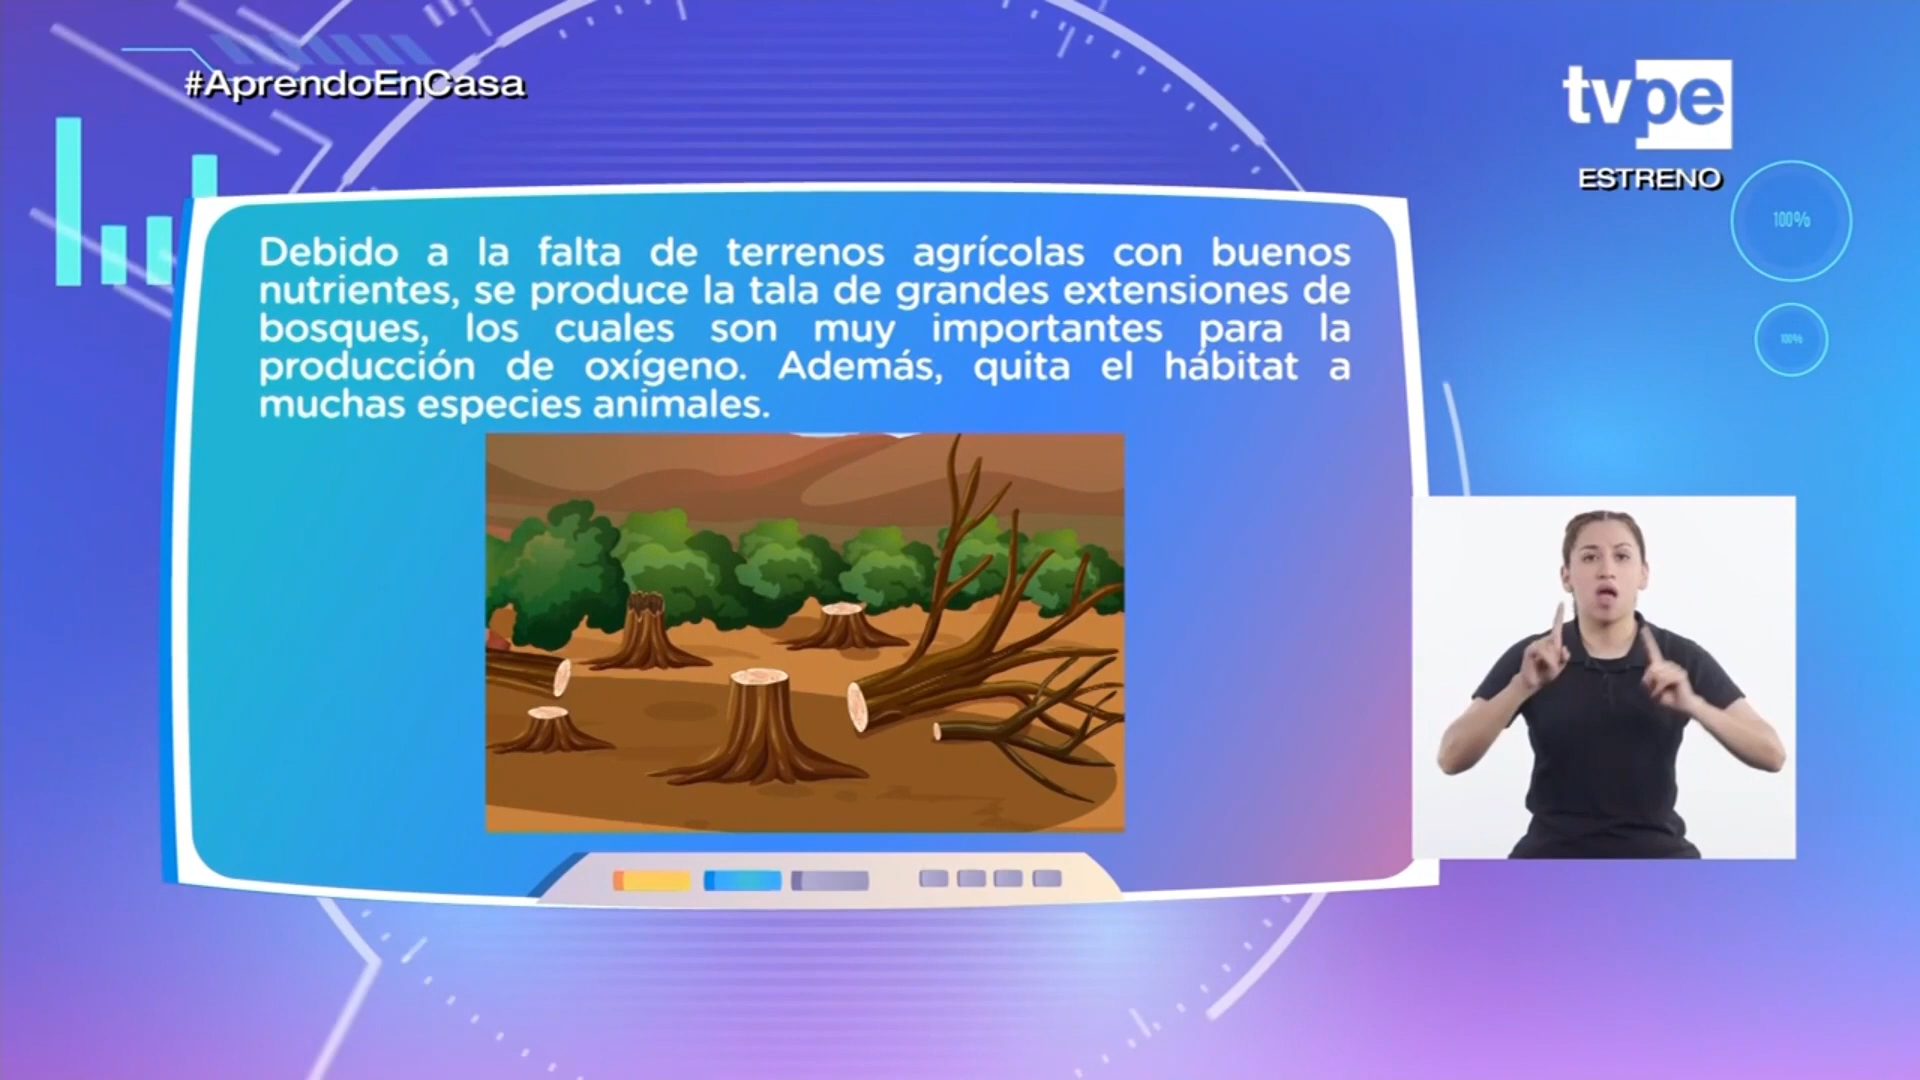 #AprendoEnCasa
tvpe
ESTRENO
100%
100%
Debido a la falta de terrenos agrícolas con buenos
nutrientes, se produce la tala de grandes extensiones de
bosques, los cuales son muy importantes para la
producción de oxígeno. Además, quita el hábitat a
muchas especies animales.